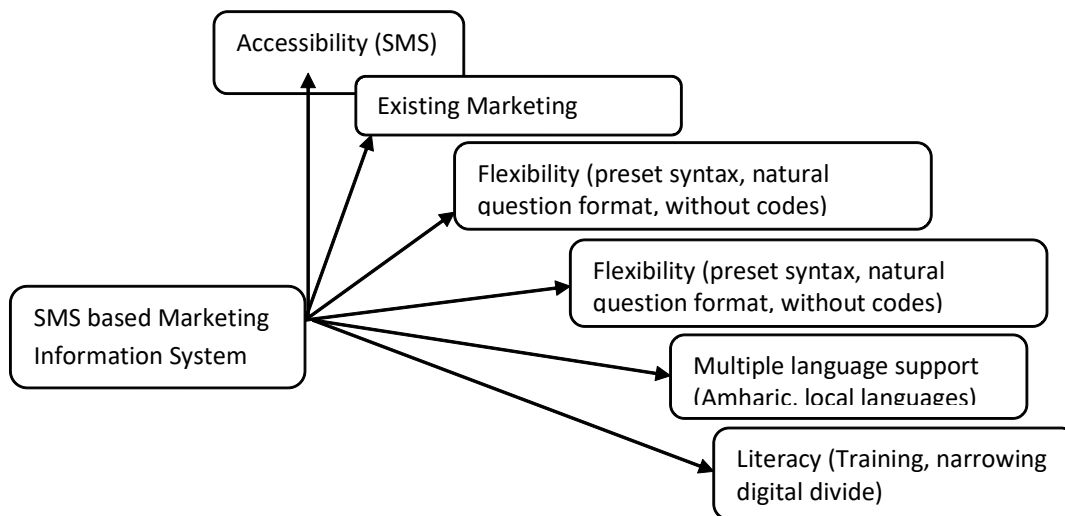 Accessibility (SMS)
Existing Marketing
Flexibility (preset syntax, natural
question format, without codes)
Flexibility (preset syntax, natural
question format, without codes)
SMS based Marketing
Information System
Multiple language support
(Amharic, local languages)
Literacy (Training, narrowing
digital divide)